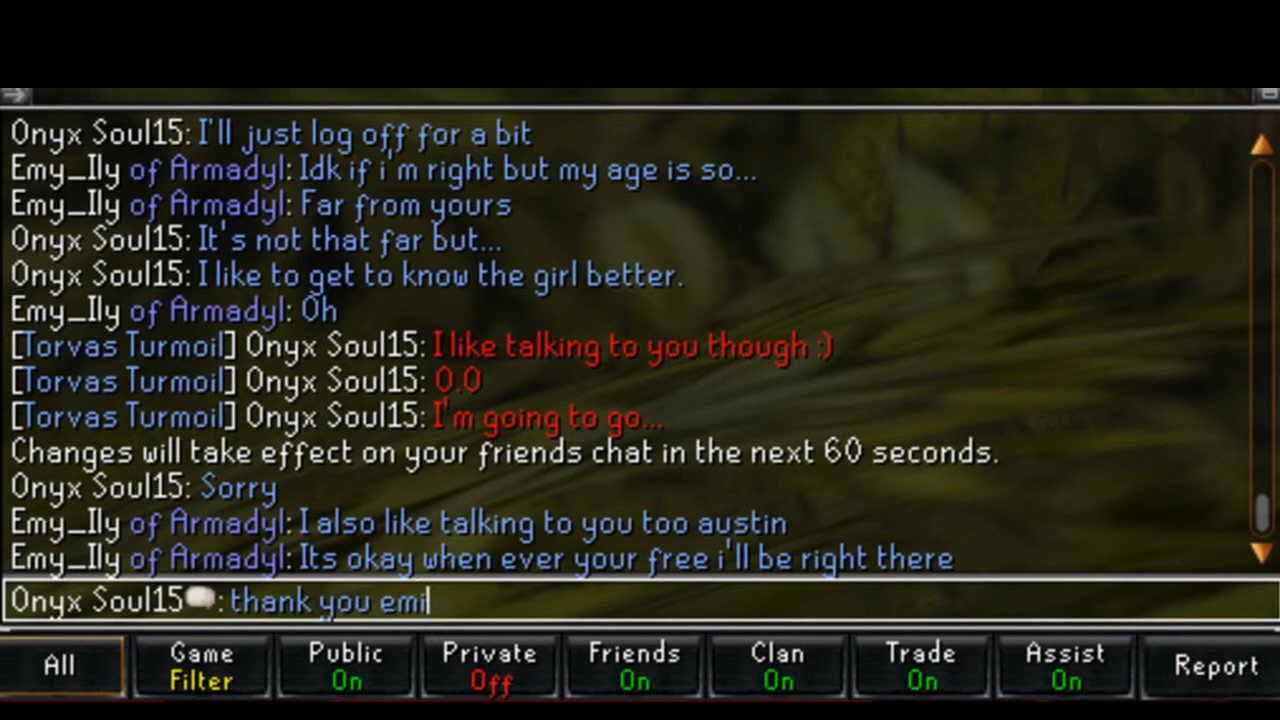 Onyx Soul15: I'll just log off for a bit
Emy_Ily of Armadyl: Idk if i'm right but my age is so...
Emy_Ily of Armadyl: Far from yours
Onyx Soul15: It's not that far but...
Onyx Soul15: I like to get to know the girl better.
Emy_Ily of Armadyl: Oh
[Torvas Turmoil] Onyx Soul15: I like talking to you though :)
[Torvas Turmoil] Onyx Soul15: 0.0
[Torvas Turmoil] Onyx Soul15: I'm going to go...
Changes will take effect on your friends chat in the next 60 seconds.
Onyx Soul15: Sorry
Emy_Ily of Armadyl: I also like talking to you too austin
Emy_Ily of Armadyl: Its okay when ever your free i'll be right there
Onyx Soul15: thank you emi
All Game Public Private Friends Clan Trade Assist Report
Filter On Off On On On On